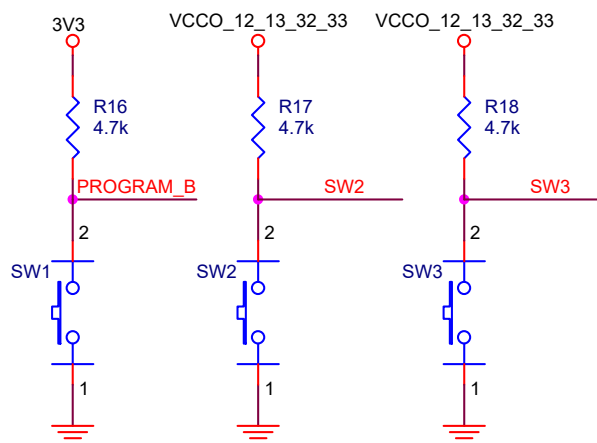 3V3
VCCO_12_13_32_33
VCCO_12_13_32_33
R16
4.7k
R17
4.7k
R18
4.7k
PROGRAM_B
SW2
SW3
2
2
2
SW1
SW2
SW3
1
1
1